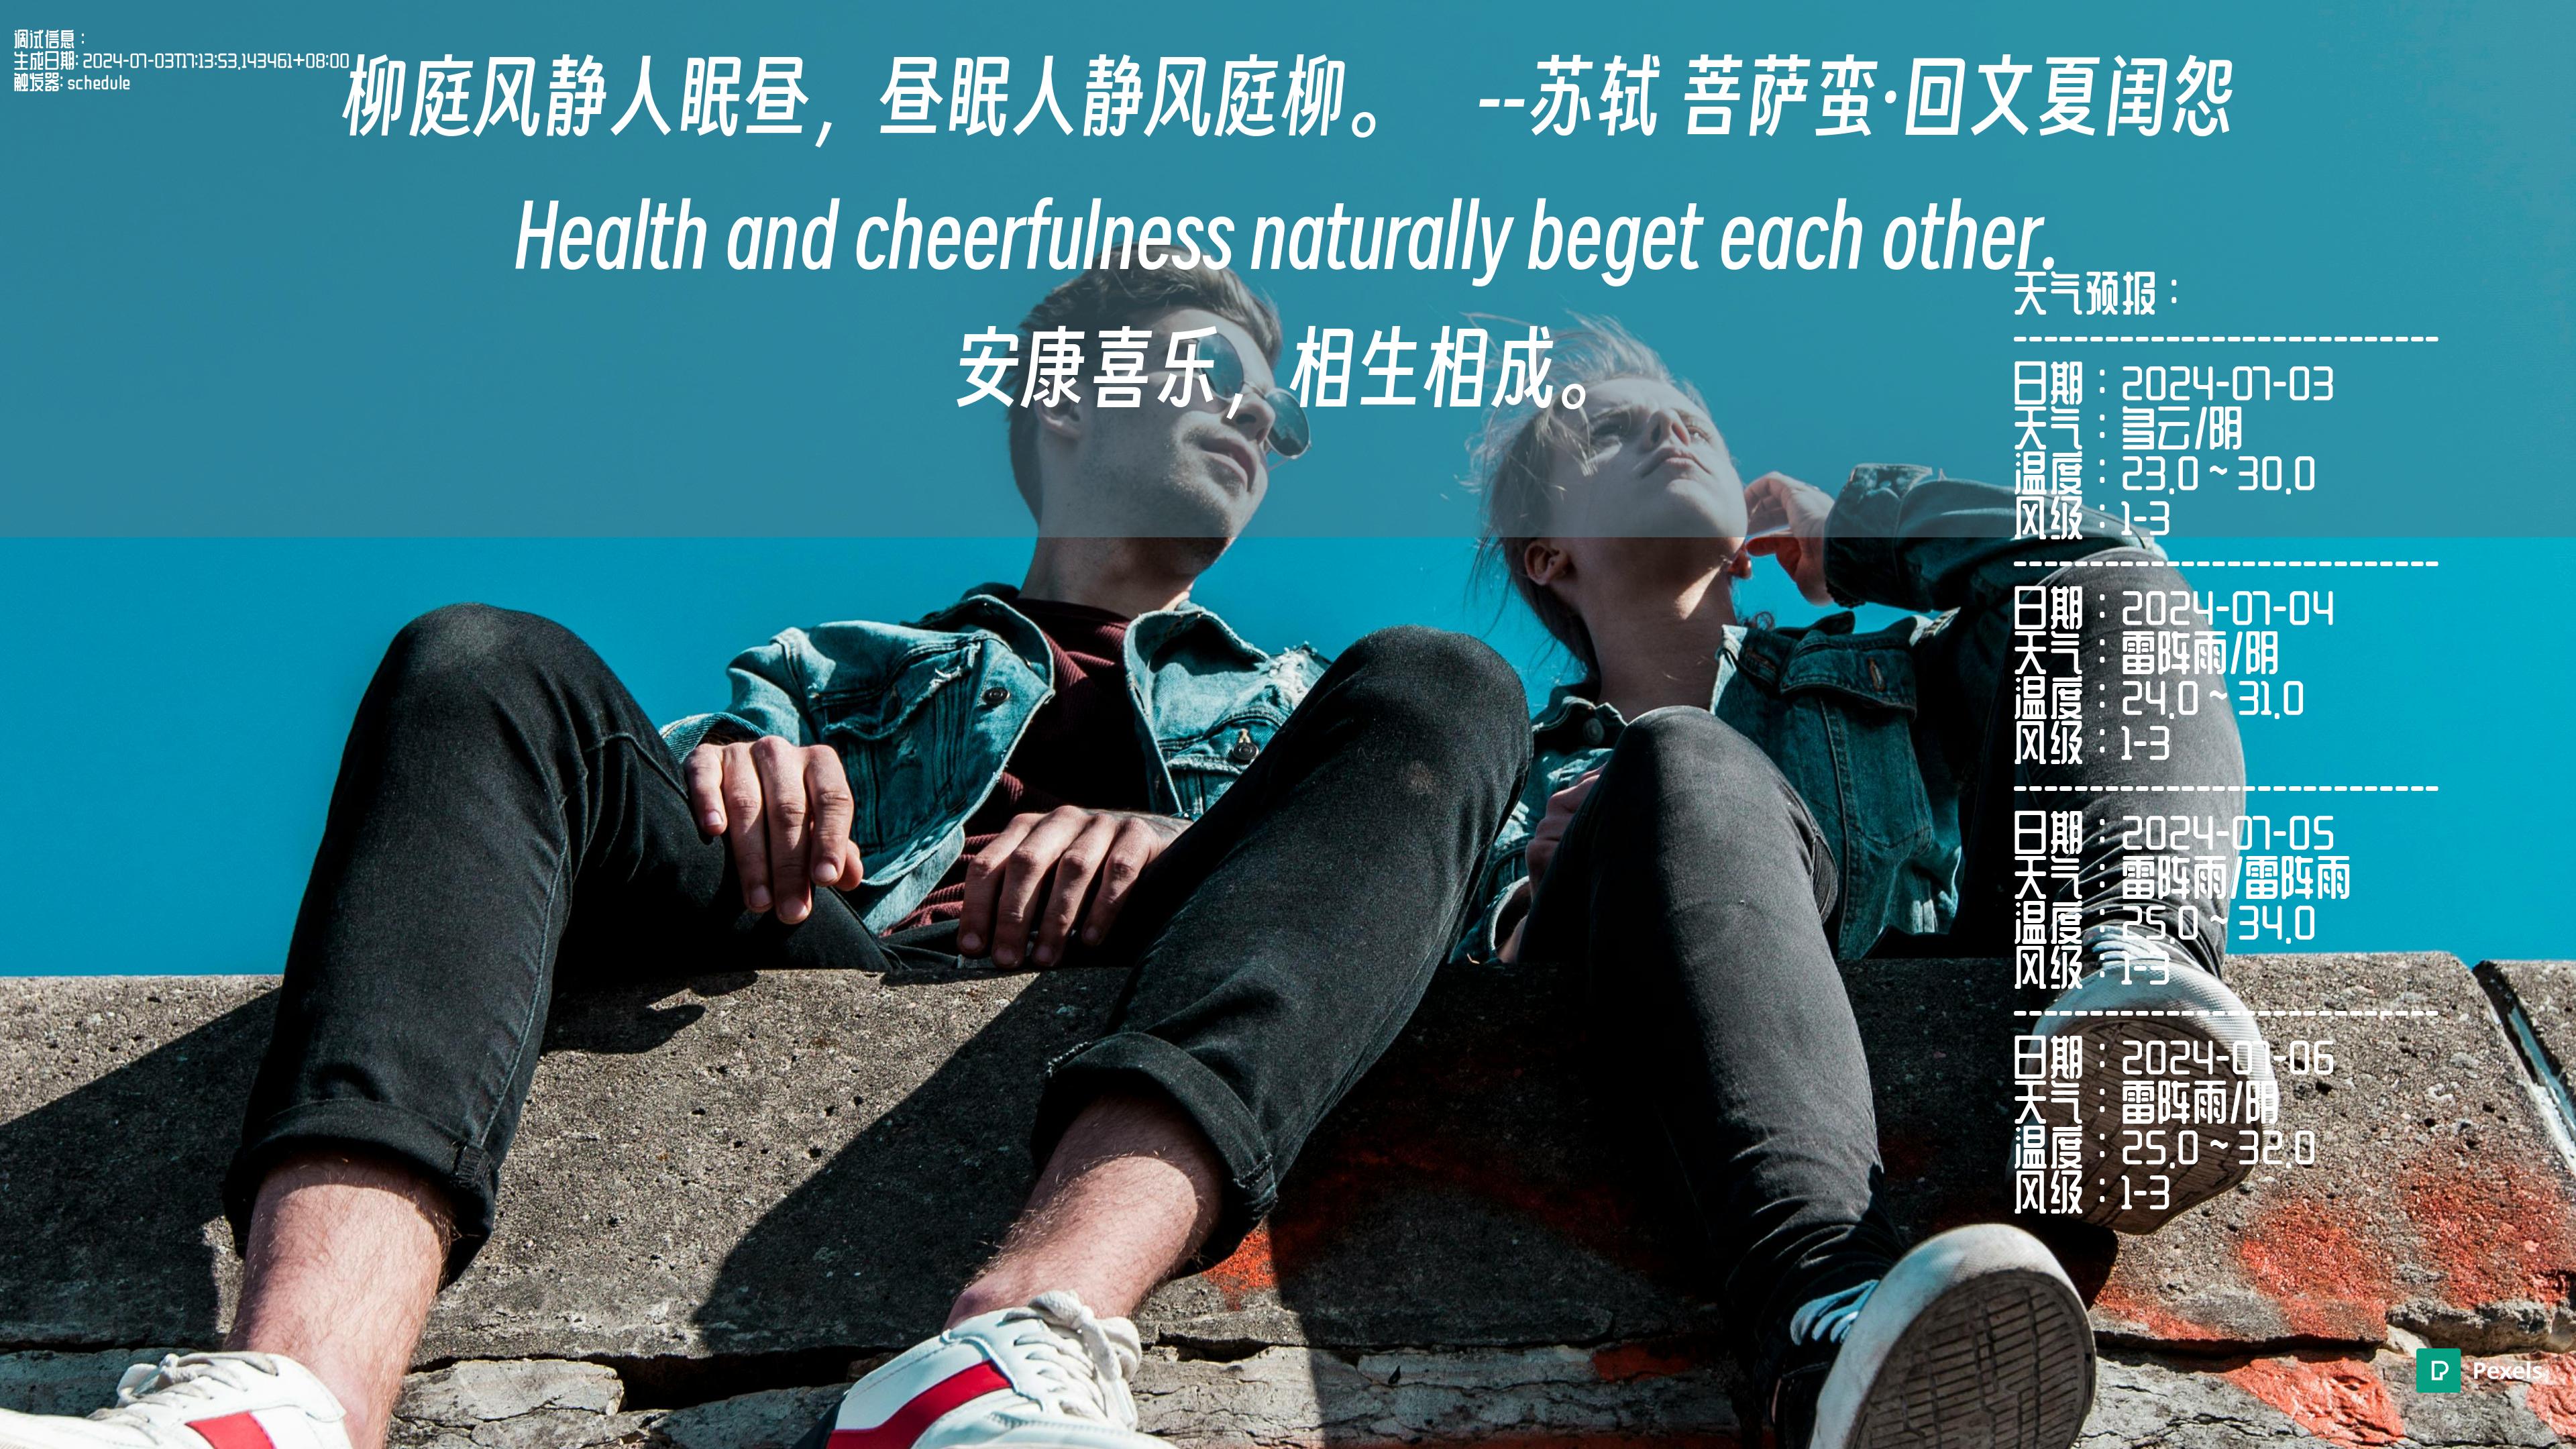 调试信息：
生成日期: 2024-07-03T17:13:53.143461+08:00
触发器: schedule
柳庭风静人眠昼，昼眠人静风庭柳。 --苏轼 菩萨蛮·回文夏闺怨
Health and cheerfulness naturally beget each other.
安康喜乐，相生相成。
天气预报：
----------------------------
日期：2024-07-03
天气：多云/阴
温度：23.0 ~ 30.0
风级：1-3
----------------------------
日期：2024-07-04
天气：雷阵雨/阴
温度：24.0 ~ 31.0
风级：1-3
----------------------------
日期：2024-07-05
天气：雷阵雨/雷阵雨
温度：25.0 ~ 34.0
风级：1-3
----------------------------
日期：2024-07-06
天气：雷阵雨/阴
温度：25.0 ~ 32.0
风级：1-3
Pexels